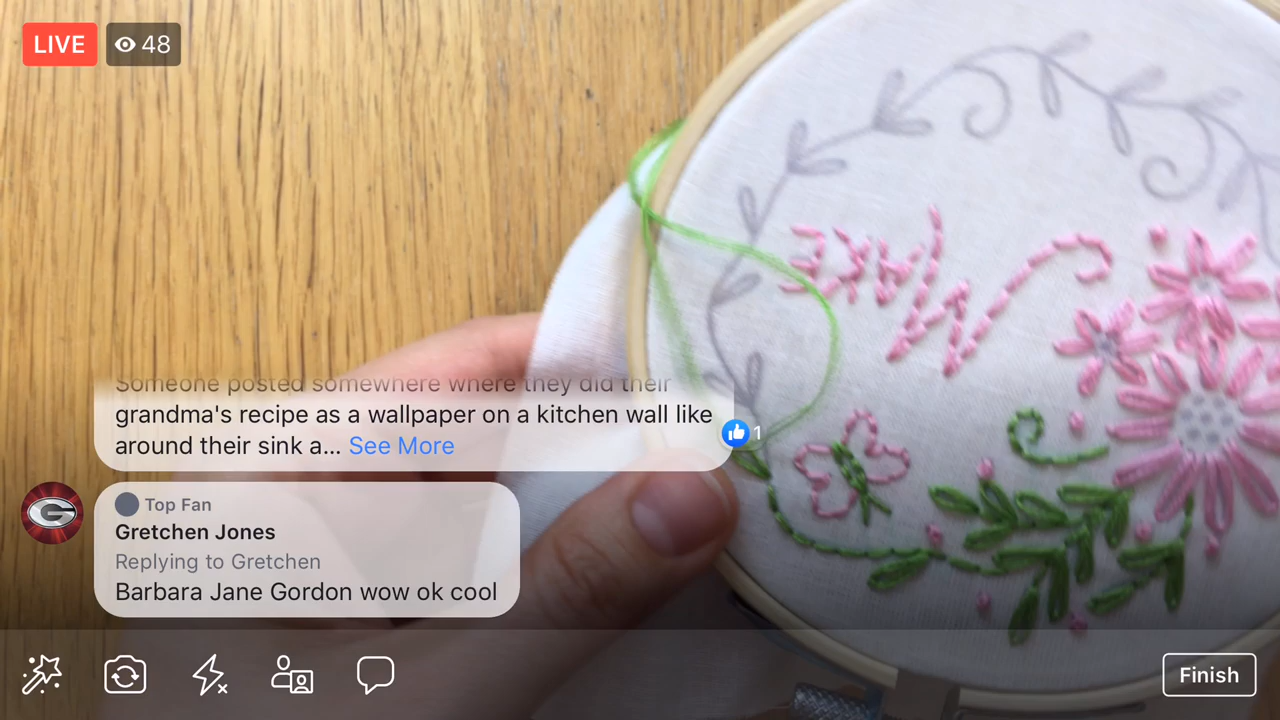 LIVE
48
MAKE
Someone posted somewhere where they did their
grandma's recipe as a wallpaper on a kitchen wall like
around their sink a... See More
1
Top Fan
Gretchen Jones
Replying to Gretchen
Barbara Jane Gordon wow ok cool
Finish